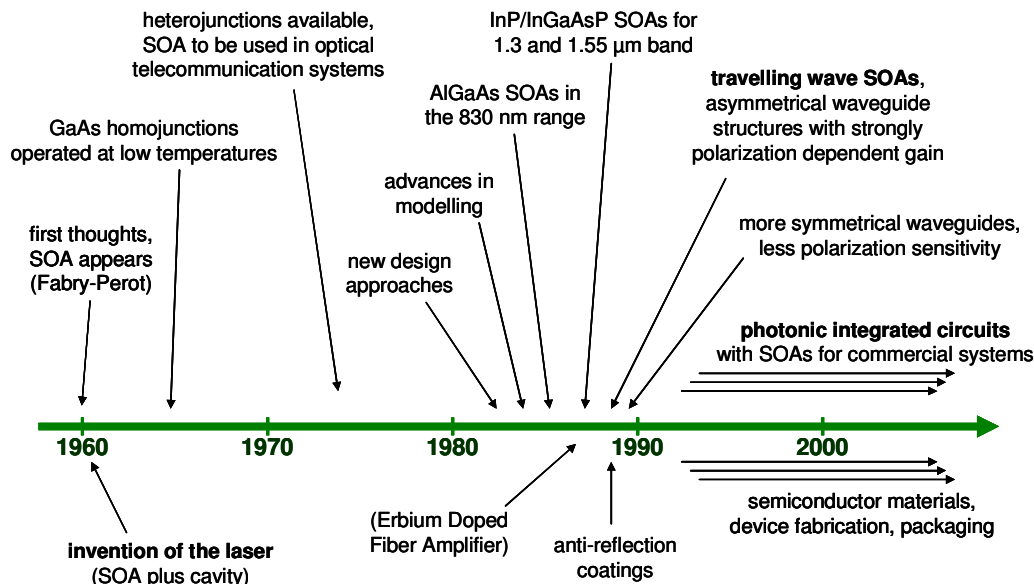 heterojunctions available,
SOA to be used in optical
telecommunication systems
InP/InGaAsP SOAs for
1.3 and 1.55 µm band
travelling wave SOAs,
asymmetrical waveguide
structures with strongly
polarization dependent gain
AlGaAs SOAs in
the 830 nm range
GaAs homojunctions
operated at low temperatures
advances in
modelling
first thoughts,
SOA appears
(Fabry-Perot)
more symmetrical waveguides,
less polarization sensitivity
new design
approaches
photonic integrated circuits
with SOAs for commercial systems
1960
1970
1980
1990
2000
(Erbium Doped
Fiber Amplifier)
anti-reflection
coatings
semiconductor materials,
device fabrication, packaging
invention of the laser
(SOA plus cavity)